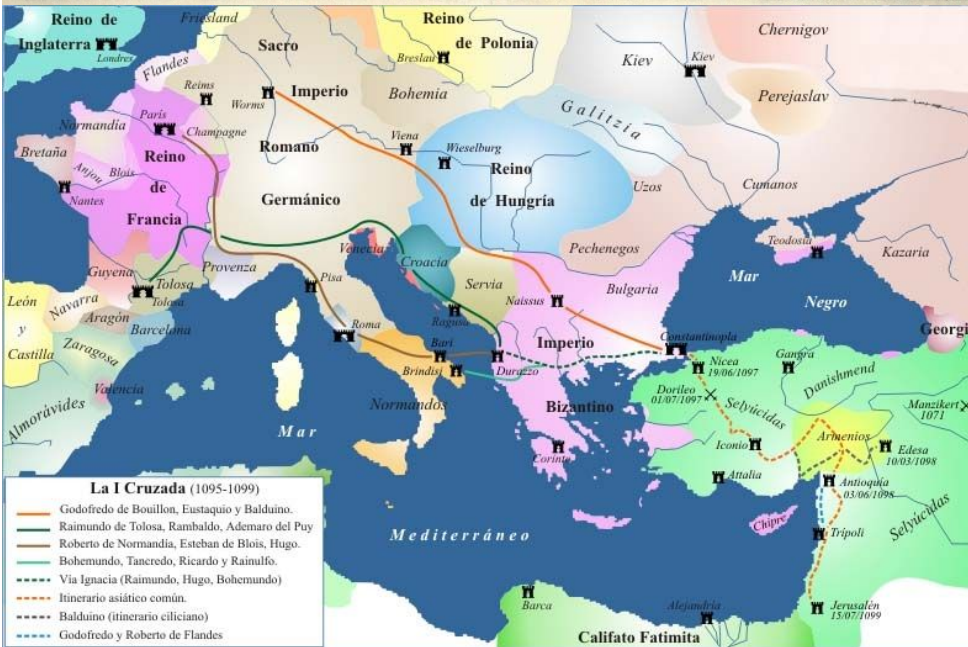 Reino de
Inglaterra
Londres
Friesland
Sacro
Imperio
Romano
Germánico
Reino
de Polonia
Breslau
Kiev
Kiev
Chernigov
Perejaslav
Flandes
Reims
Worms
Bohemia
Galitzia
Normandía
París
Champagne
Bretaña
Anjou
Blois
Nantes
Reino
de
Francia
Viena
Wieselburg
Reino
de Hungría
Uzos
Cumanos
Pechenegos
Teodosia
Kazaria
Guyena
Tolosa
Tolosa
Provenza
Venezia
Croacia
Servia
Naissus
Bulgaria
Mar
Negro
Georgia
León
y
Castilla
Navarra
Aragón
Zaragosa
Barcelona
Valencia
Almorávides
Pisa
Roma
Ragusa
Bari
Brindisj
Durazzo
Normandos
Imperio
Bizantino
Corinto
Constantinopla
Nicea
19/06/1097
Gangra
Danishmend
Dorileo
01/07/1097
Selyúcidas
Manzikert
1071
Iconio
Armenios
Edesa
10/03/1098
Attalia
Antioquía
03/06/1098
Selyúcidas
Chipre
Trípoli
Jerusalén
15/07/1099
Mar
Mediterráneo
Barca
Alejandría
Califato Fatimita
La I Cruzada (1095-1099)
Godofredo de Bouillon, Eustaquio y Balduino.
Raimundo de Tolosa, Rambaldo, Ademaro del Puy
Roberto de Normandía, Esteban de Blois, Hugo.
Bohemundo, Tancredo, Ricardo y Rainulfo.
Via Ignacia (Raimundo, Hugo, Bohemundo)
Itinerario asiático común.
Balduino (itinerario ciliciano)
Godofredo y Roberto de Flandes